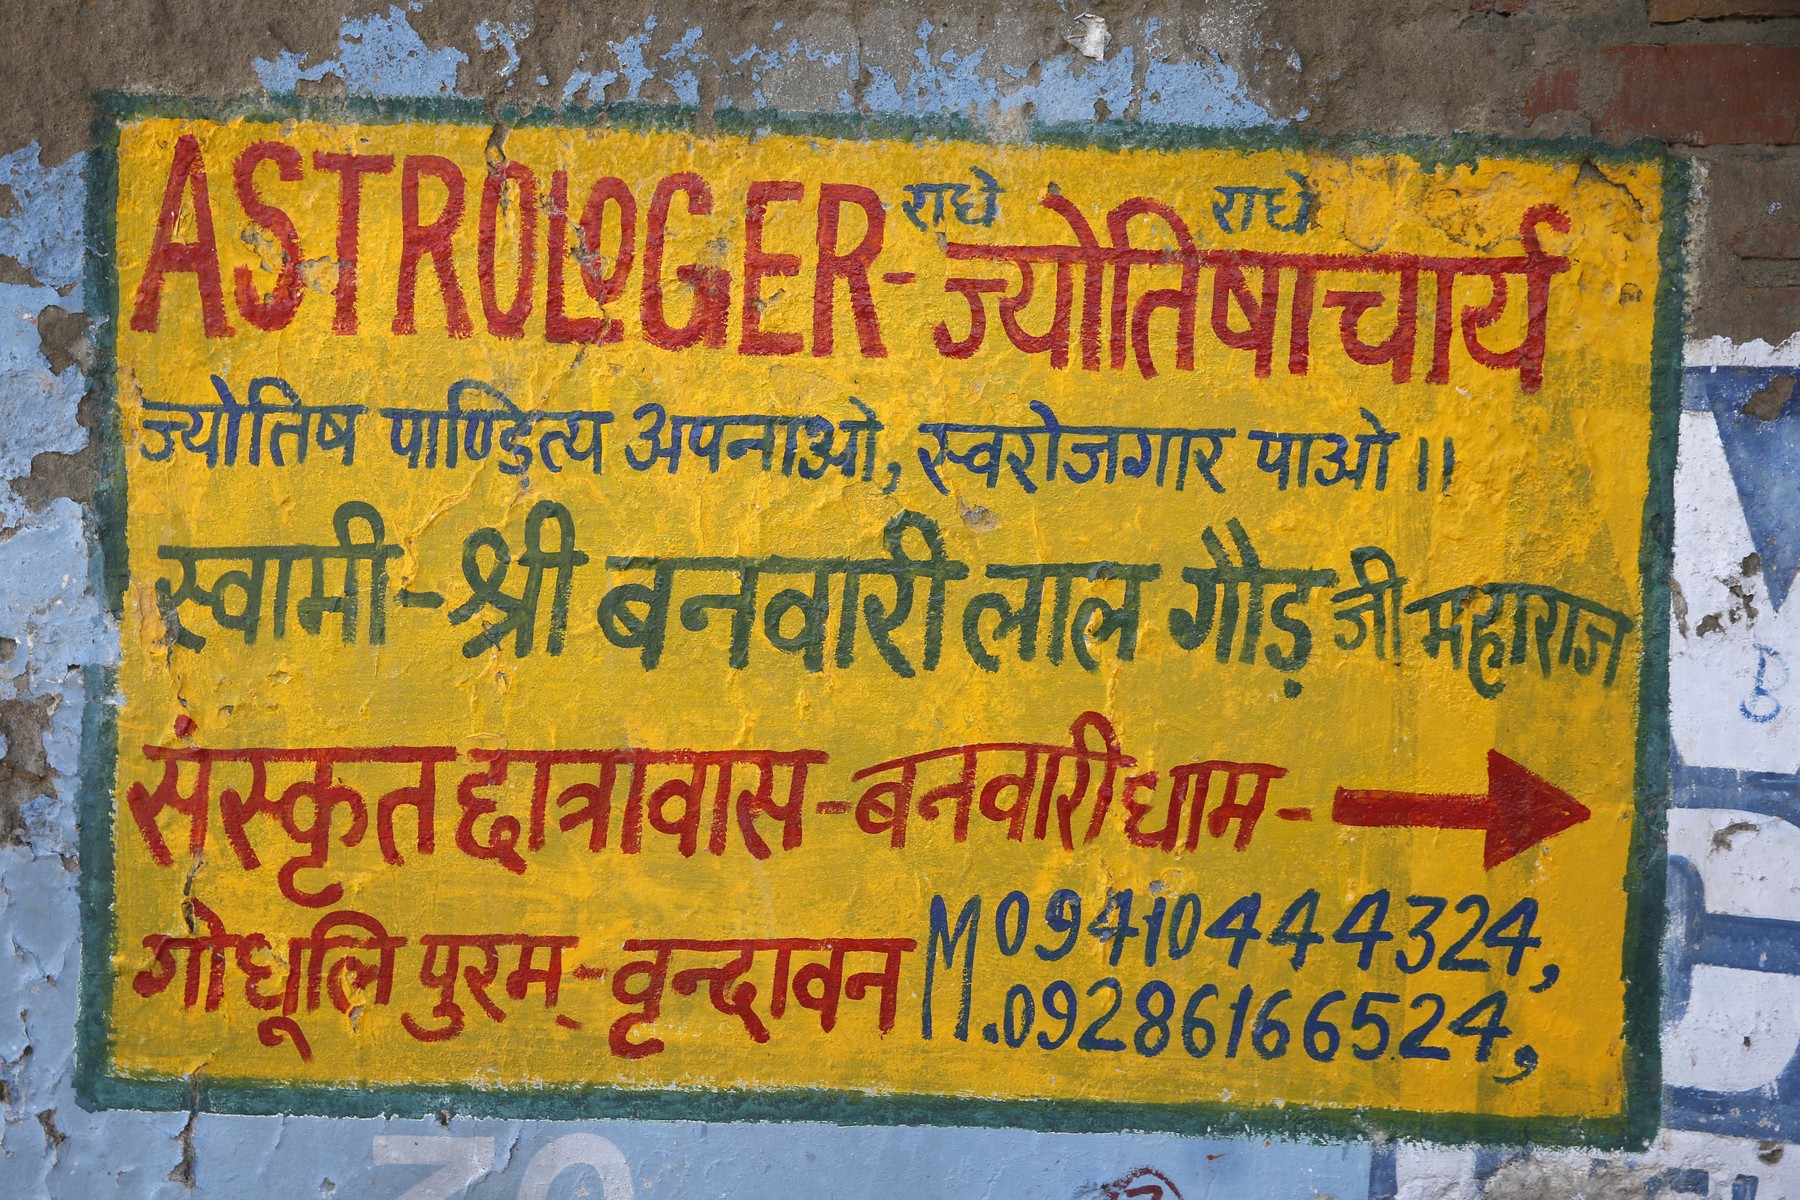 राधे राधे
ASTROLOGER-ज्योतिषाचार्य
ज्योतिष पाण्डित्य अपनाओ, स्वरोजगार पाओ ॥
स्वामी-श्री बनवारी लाल गौड़ जी महाराज
संस्कृत छात्रावास-बनवारी धाम-
गोधूलि पुरम्-वृन्दावन M 09410444324,
M.09286166524,